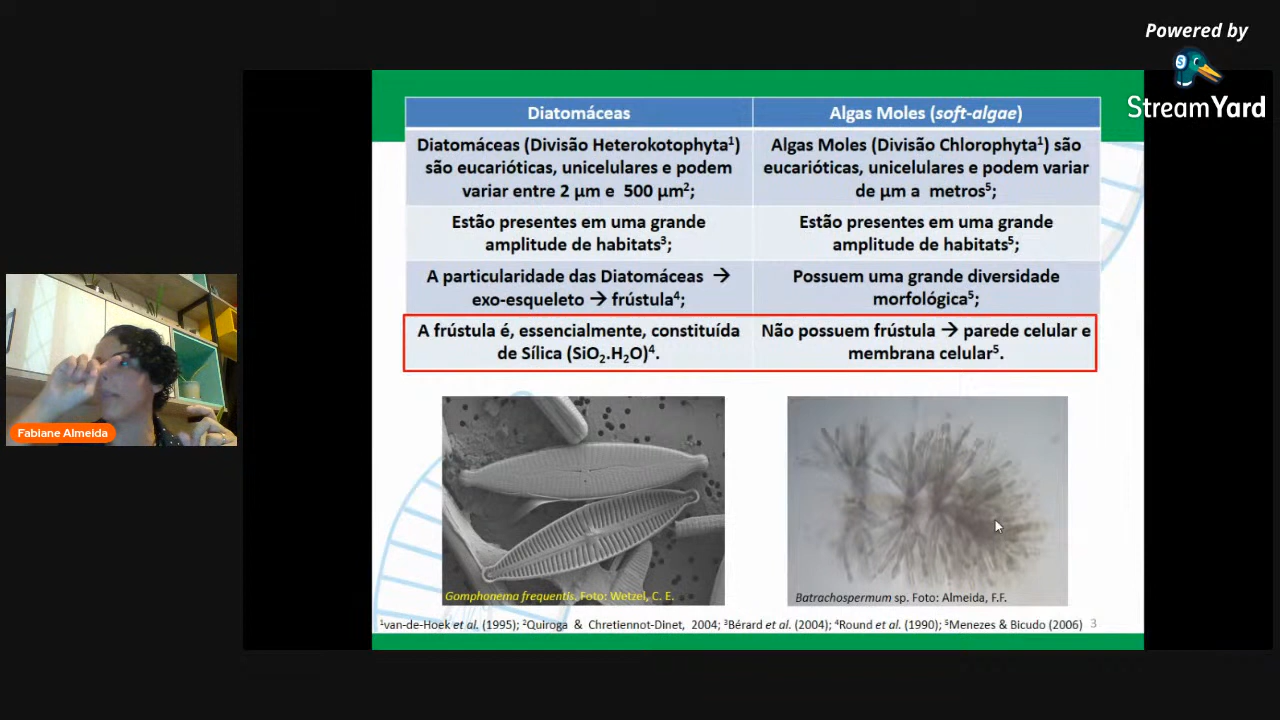 Powered by
StreamYard
Diatomáceas
Algas Moles (soft-algae)
Diatomáceas (Divisão Heterokotophyta¹)
são eucarióticas, unicelulares e podem
variar entre 2 µm e 500 µm²;
Algas Moles (Divisão Chlorophyta¹) são
eucarióticas, unicelulares e podem variar
de µm a metros⁵;
Estão presentes em uma grande
amplitude de habitats³;
Estão presentes em uma grande
amplitude de habitats⁵;
A particularidade das Diatomáceas →
exo-esqueleto → frústula⁴;
Possuem uma grande diversidade
morfológica⁵;
A frústula é, essencialmente, constituída
de Sílica (SiO₂.H₂O)⁴.
Não possuem frústula → parede celular e
membrana celular⁵.
Fabiane Almeida
Gomphonema frequentis. Foto: Wetzel, C. E.
Batrachospermum sp. Foto: Almeida, F.F.
¹van-de-Hoek et al. (1995); ²Quiroga & Chretiennot-Dinet, 2004; ³Bérard et al. (2004); ⁴Round et al. (1990); ⁵Menezes & Bicudo (2006) 3